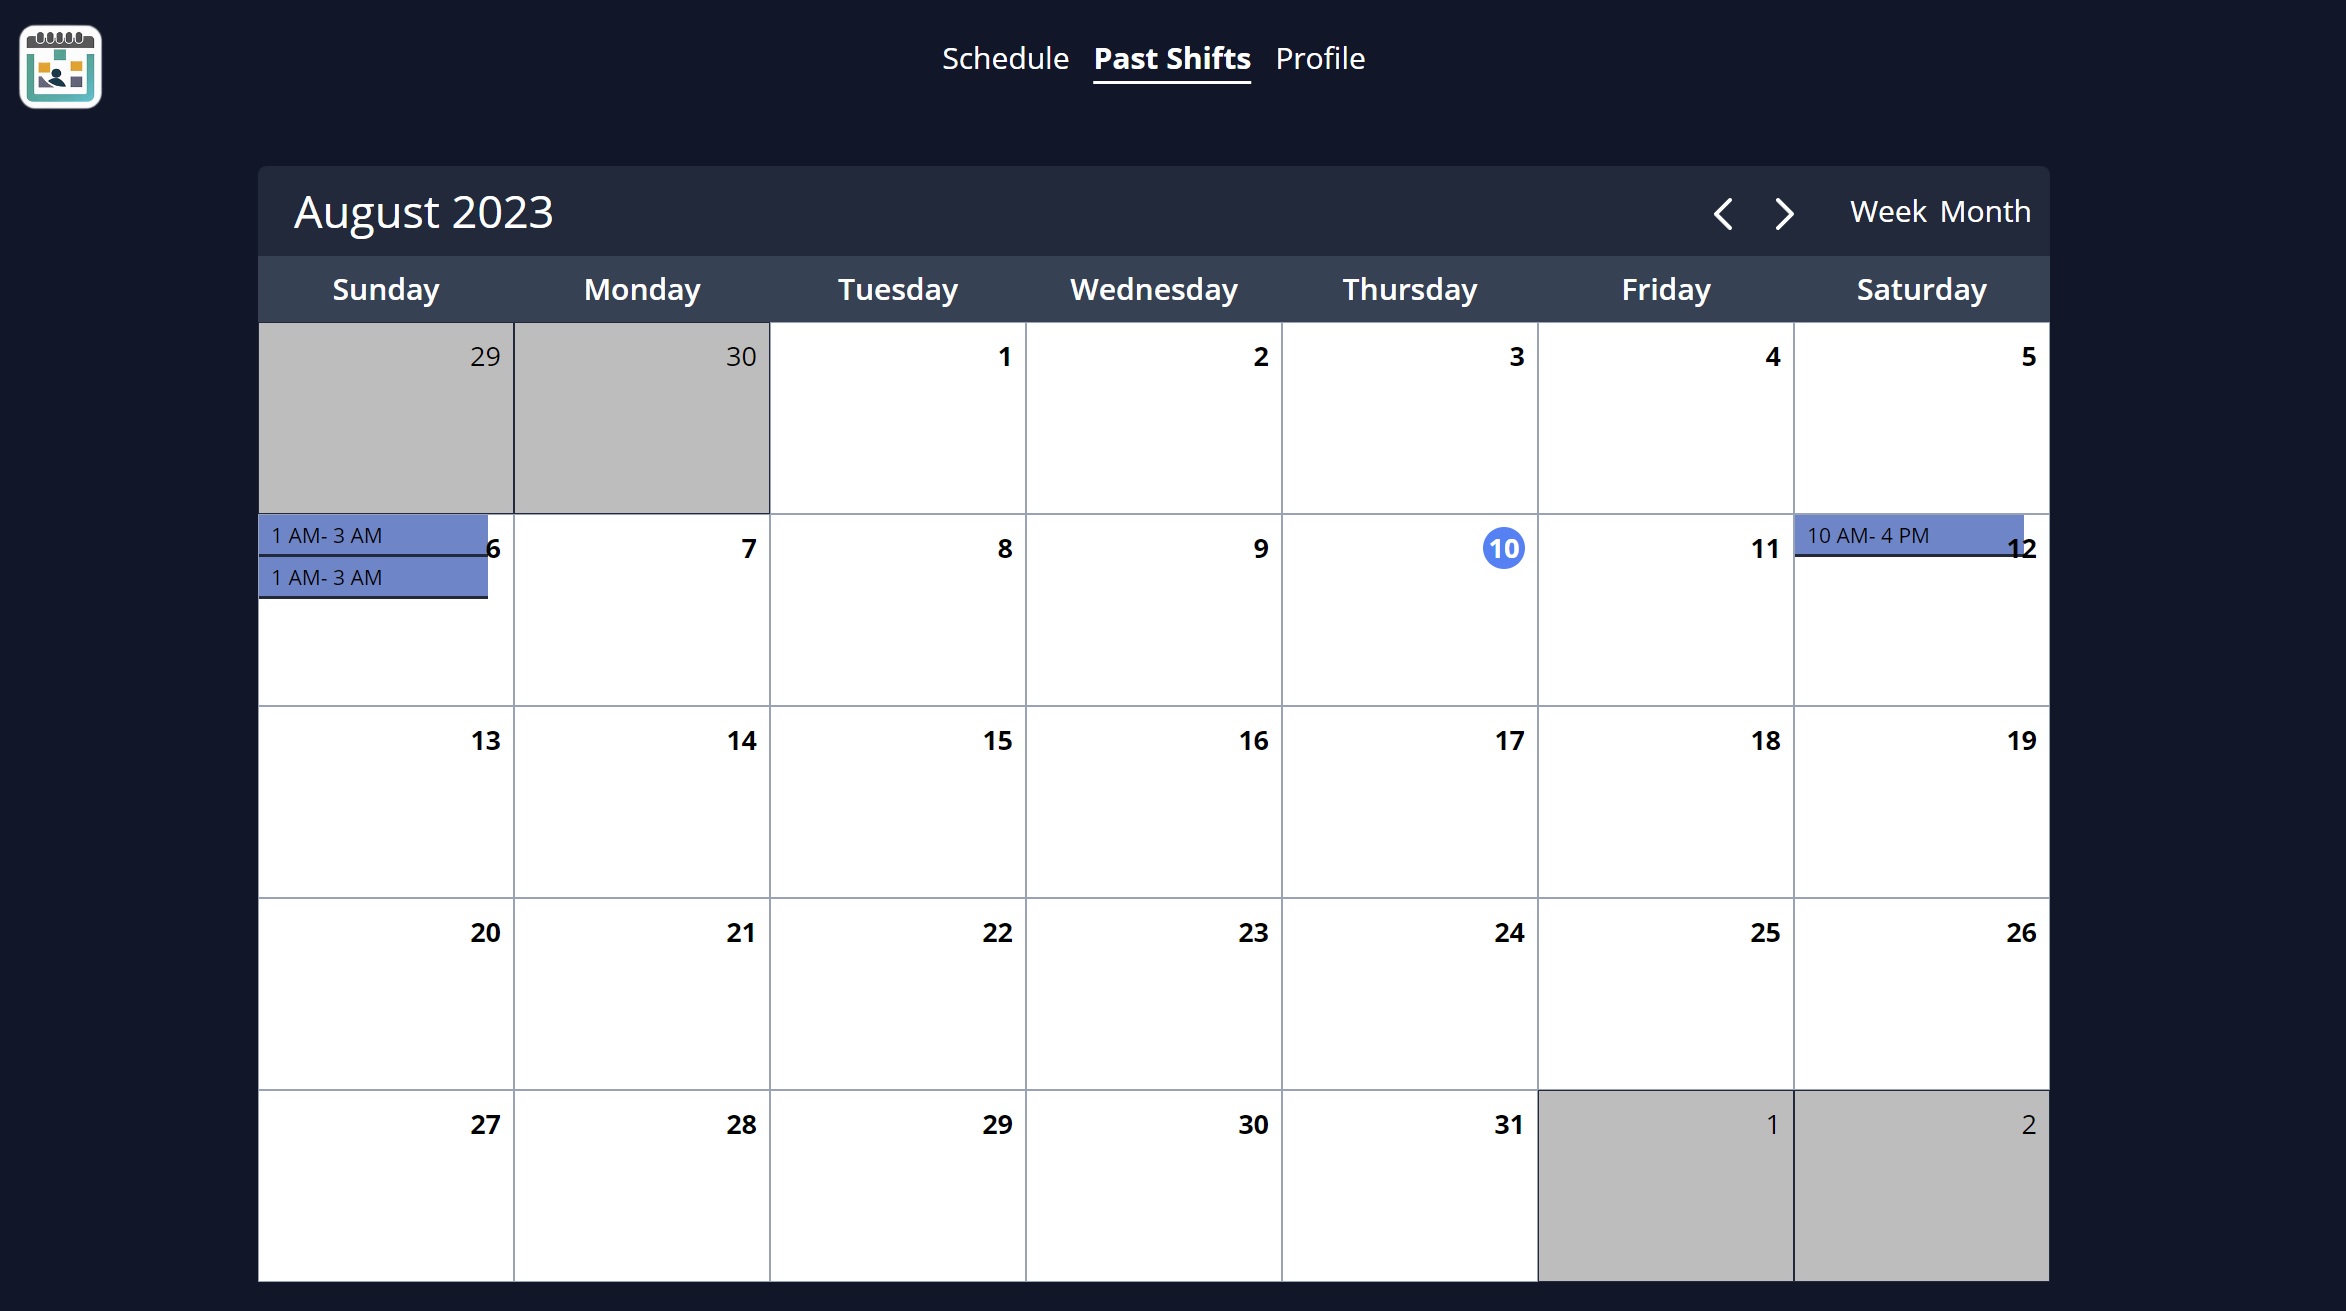 Schedule Past Shifts Profile
August 2023
Week Month
Sunday Monday Tuesday Wednesday Thursday Friday Saturday
29 30 1 2 3 4 5
1 AM- 3 AM
1 AM- 3 AM
6 7 8 9 10 11
10 AM- 4 PM
12
13 14 15 16 17 18 19
20 21 22 23 24 25 26
27 28 29 30 31 1 2